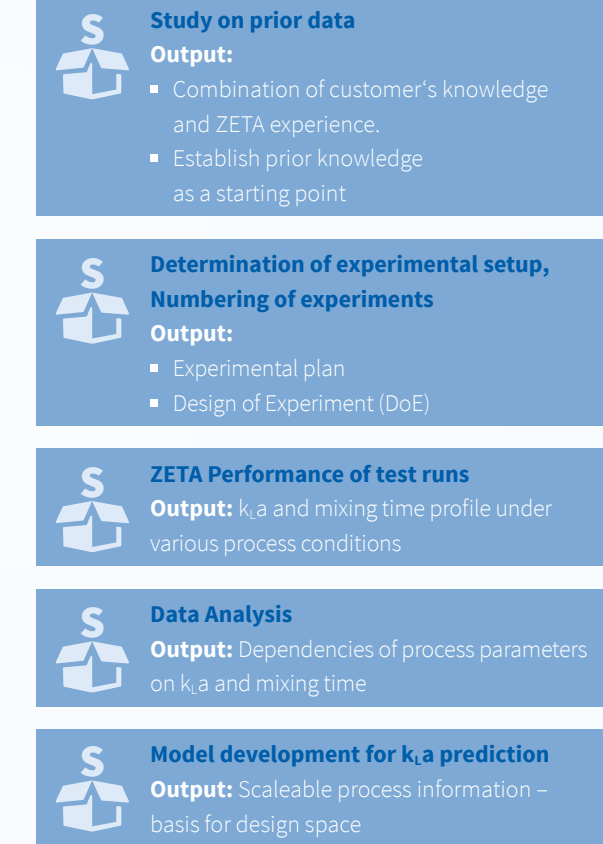 S
Study on prior data
Output:
▪ Combination of customer‘s knowledge
and ZETA experience.
▪ Establish prior knowledge
as a starting point
S
Determination of experimental setup,
Numbering of experiments
Output:
▪ Experimental plan
▪ Design of Experiment (DoE)
S
ZETA Performance of test runs
Output: kLa and mixing time profile under
various process conditions
S
Data Analysis
Output: Dependencies of process parameters
on kLa and mixing time
S
Model development for kLa prediction
Output: Scaleable process information –
basis for design space